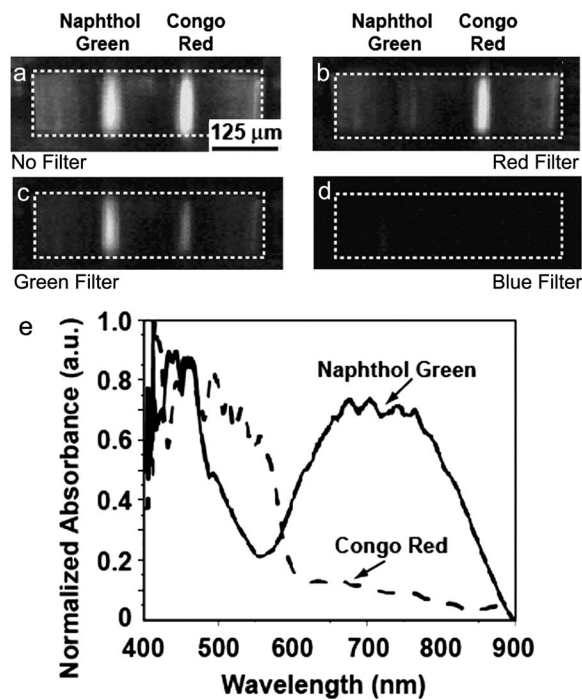 Naphthol Green
Congo Red
Naphthol Green
Congo Red
a
b
125 µm
No Filter
Red Filter
c
d
Green Filter
Blue Filter
e
Normalized Absorbance (a.u.)
1.0
0.8
0.6
0.4
0.2
0
Naphthol Green
Congo Red
400 500 600 700 800 900
Wavelength (nm)